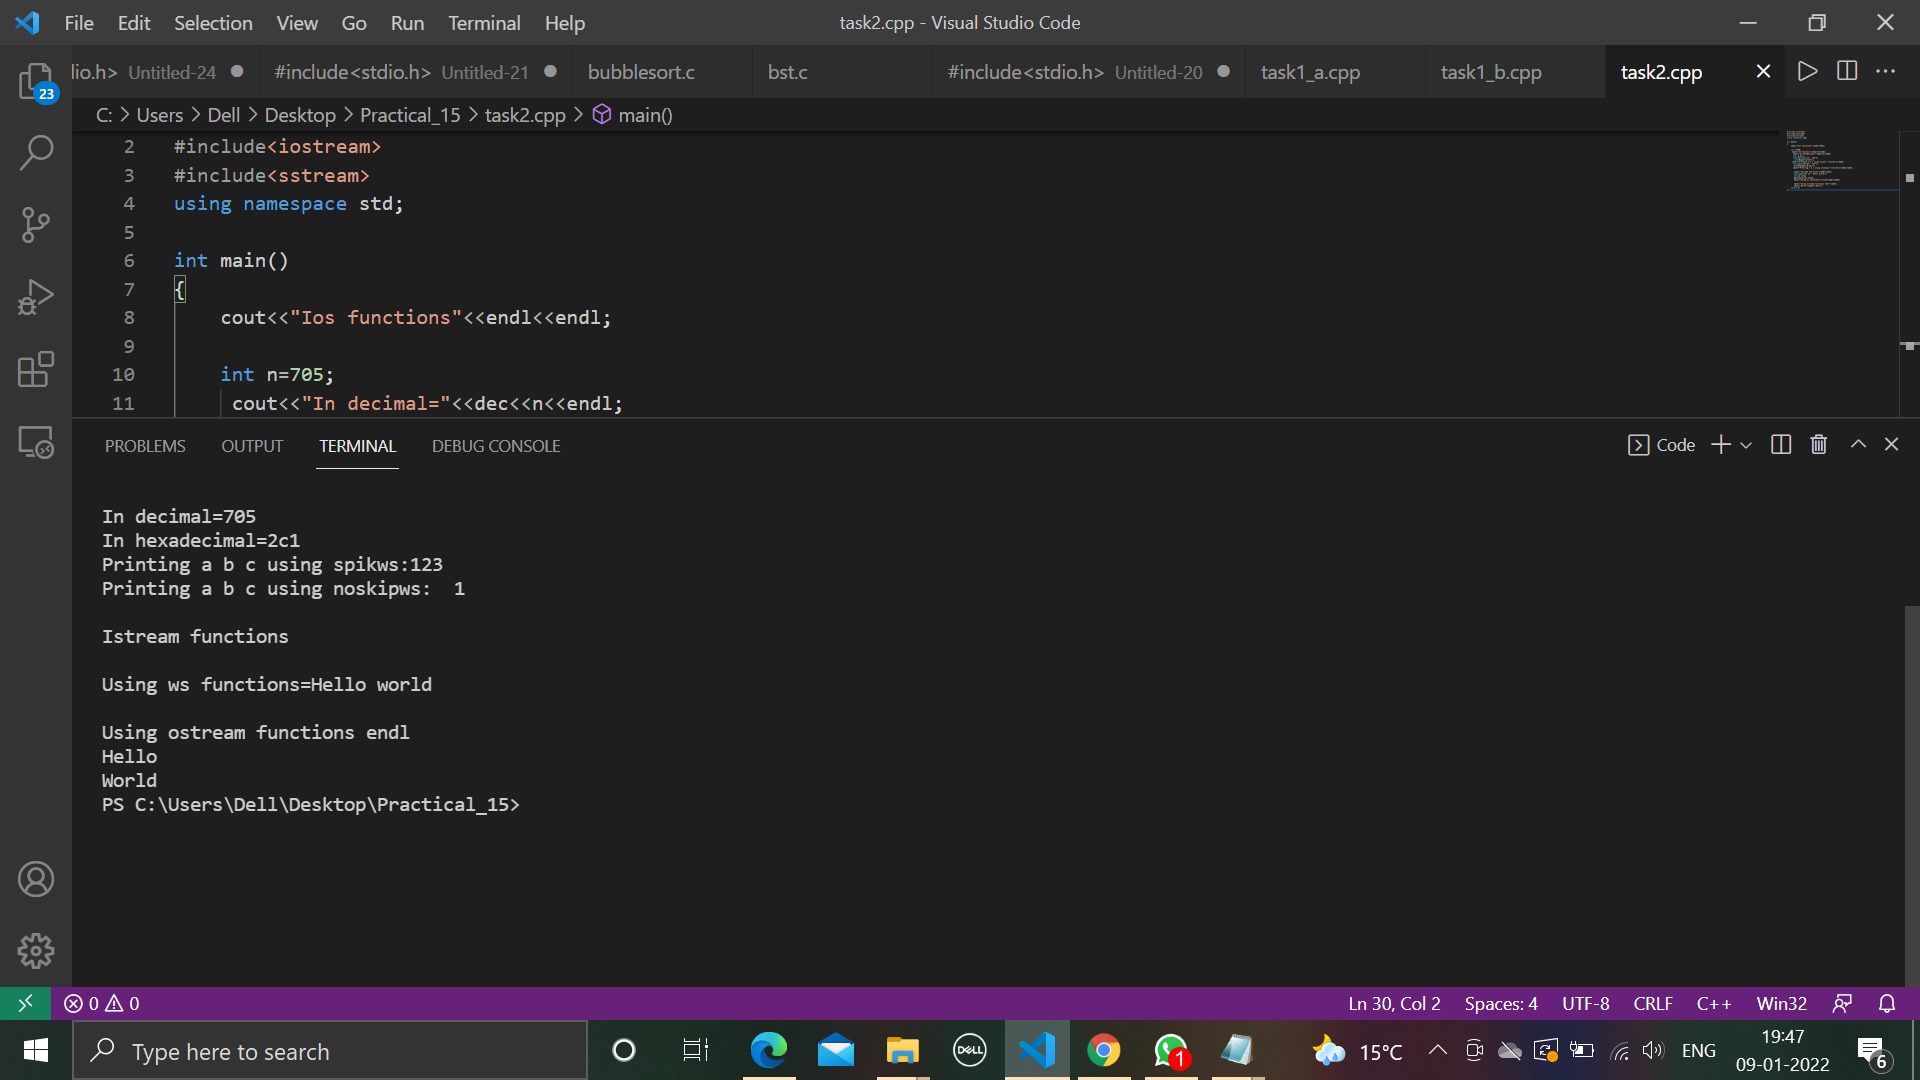 File Edit Selection View Go Run Terminal Help
task2.cpp - Visual Studio Code
dio.h> Untitled-24 #include<stdio.h> Untitled-21 bubblesort.c bst.c #include<stdio.h> Untitled-20 task1_a.cpp task1_b.cpp task2.cpp
23
C: > Users > Dell > Desktop > Practical_15 > task2.cpp > main()
2 #include<iostream>
3 #include<sstream>
4 using namespace std;
5
6 int main()
7 {
8 cout<<"Ios functions"<<endl<<endl;
9
10 int n=705;
11 cout<<"In decimal="<<dec<<n<<endl;
PROBLEMS OUTPUT TERMINAL DEBUG CONSOLE
Code
In decimal=705
In hexadecimal=2c1
Printing a b c using spikws:123
Printing a b c using noskipws:  1
Istream functions
Using ws functions=Hello world
Using ostream functions endl
Hello
World
PS C:\Users\Dell\Desktop\Practical_15>
0 0
Ln 30, Col 2 Spaces: 4 UTF-8 CRLF C++ Win32
Type here to search
DELL
1
15°C
ENG
19:47
09-01-2022
6